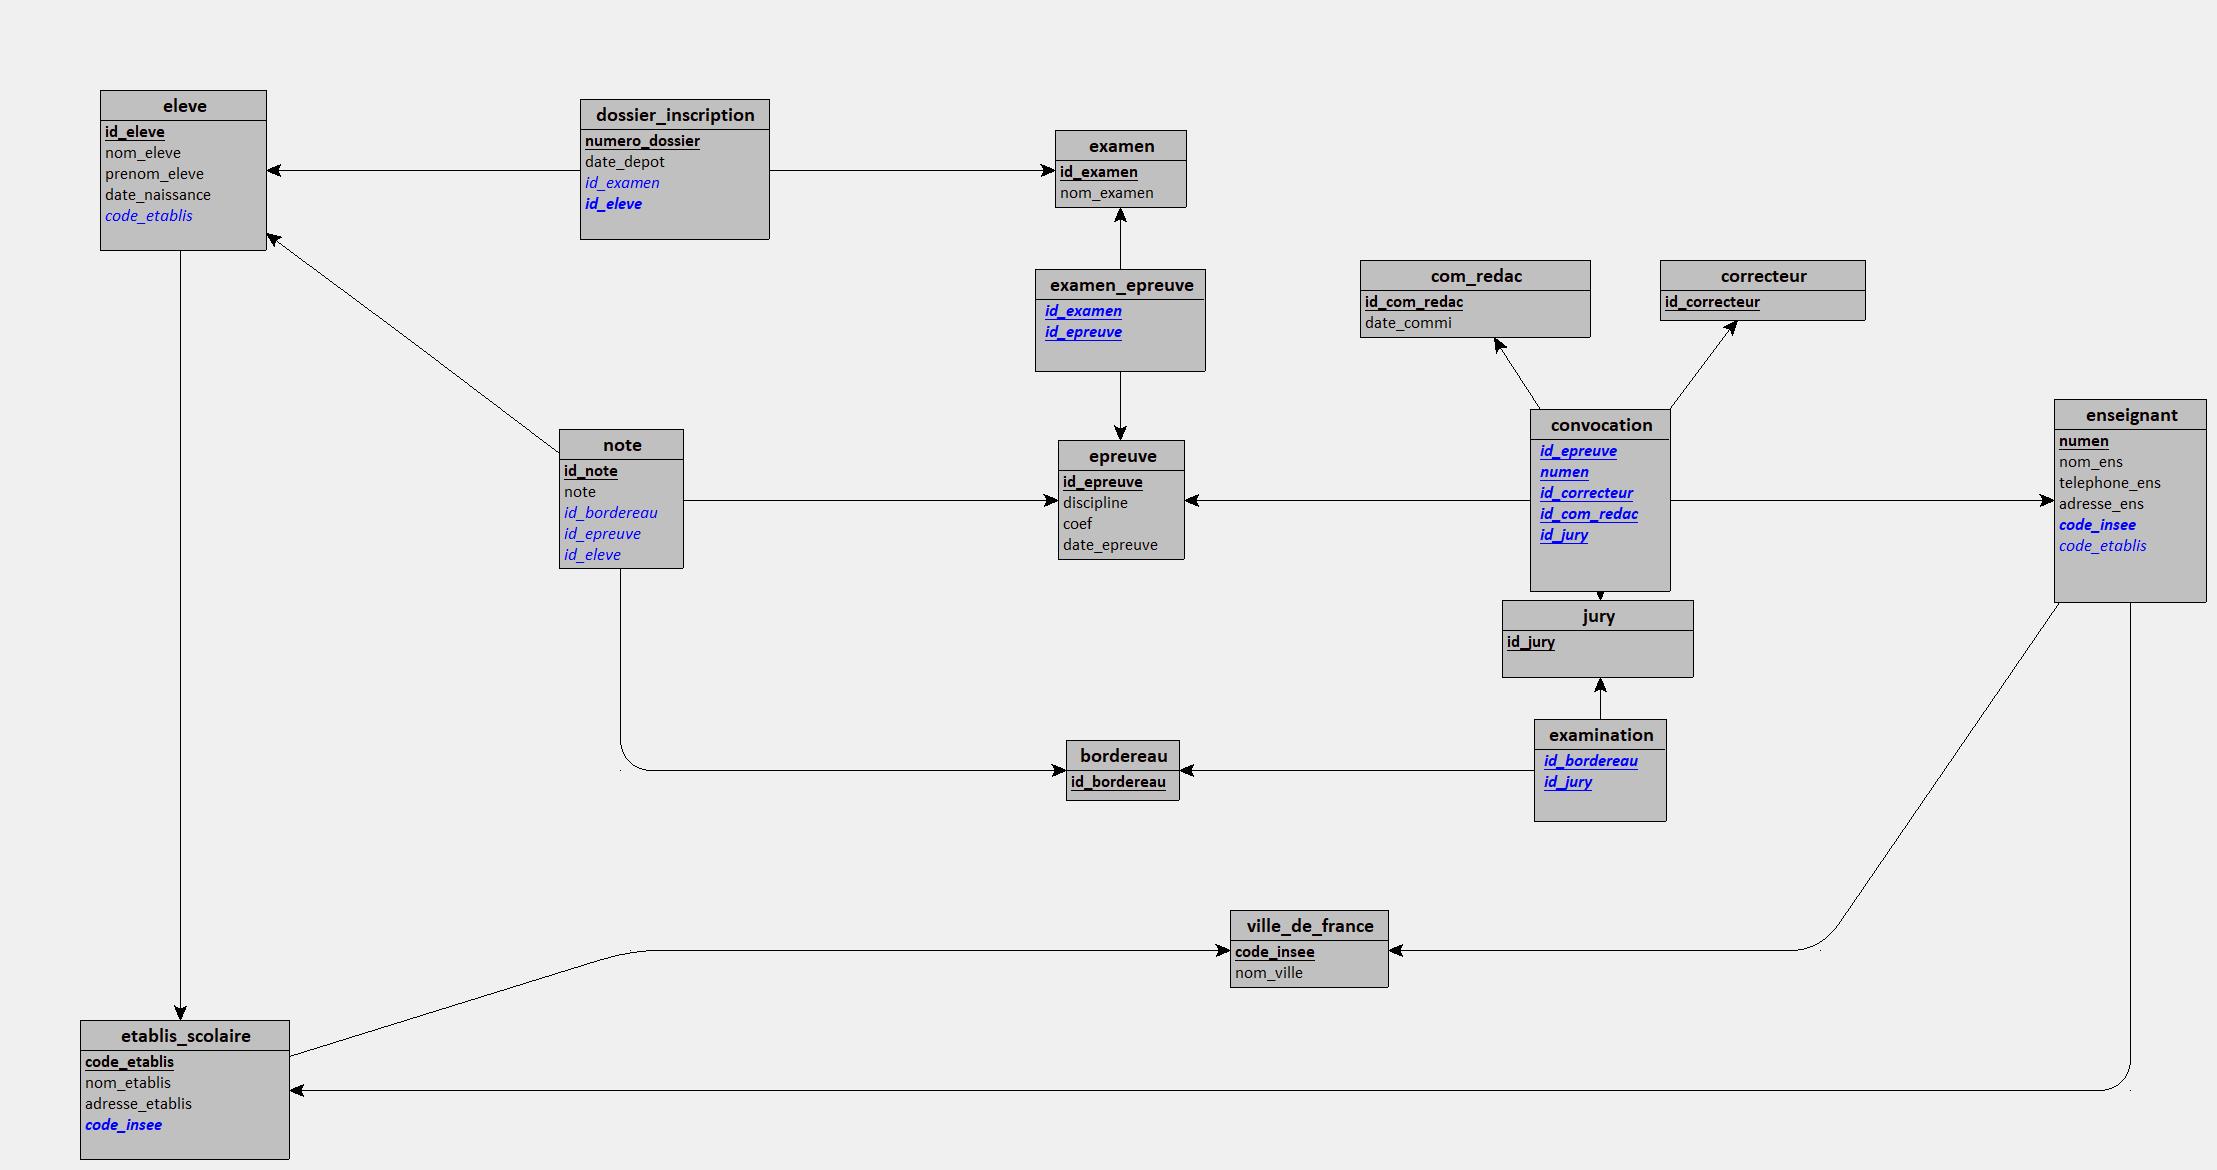 eleve
id_eleve
nom_eleve
prenom_eleve
date_naissance
code_etablis
dossier_inscription
numero_dossier
date_depot
id_examen
id_eleve
examen
id_examen
nom_examen
examen_epreuve
id_examen
id_epreuve
com_redac
id_com_redac
date_commi
correcteur
id_correcteur
note
id_note
note
id_bordereau
id_epreuve
id_eleve
epreuve
id_epreuve
discipline
coef
date_epreuve
convocation
id_epreuve
numen
id_correcteur
id_com_redac
id_jury
enseignant
numen
nom_ens
telephone_ens
adresse_ens
code_insee
code_etablis
jury
id_jury
examination
id_bordereau
id_jury
bordereau
id_bordereau
ville_de_france
code_insee
nom_ville
etablis_scolaire
code_etablis
nom_etablis
adresse_etablis
code_insee